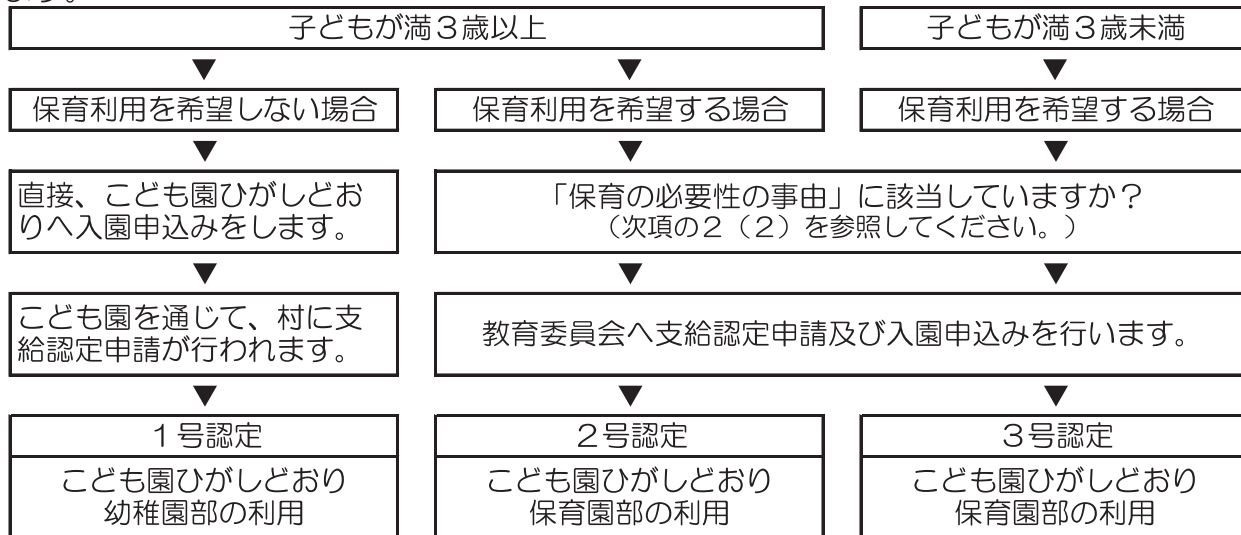 子どもが満３歳以上
子どもが満３歳未満
▼
▼
▼
保育利用を希望しない場合
保育利用を希望する場合
保育利用を希望する場合
▼
▼
▼
直接、こども園ひがしどお
りへ入園申込みをします。
「保育の必要性の事由」に該当していますか？
（次項の２（２）を参照してください。）
▼
▼
▼
こども園を通じて、村に支
給認定申請が行われます。
教育委員会へ支給認定申請及び入園申込みを行います。
▼
▼
▼
１号認定
２号認定
３号認定
こども園ひがしどおり
幼稚園部の利用
こども園ひがしどおり
保育園部の利用
こども園ひがしどおり
保育園部の利用